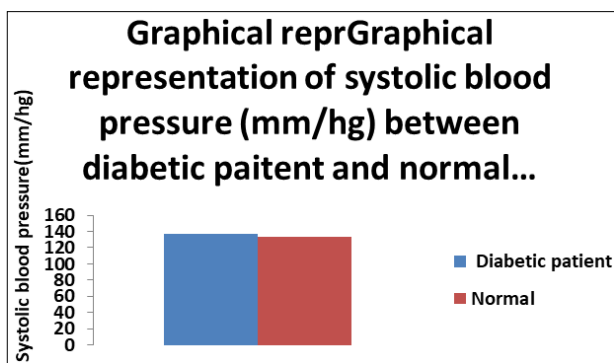 Graphical reprGraphical
representation of systolic blood
pressure (mm/hg) between
diabetic paitent and normal...
Systolic blood pressure(mm/hg)
160
140
120
100
80
60
40
20
0
Diabetic patient
Normal